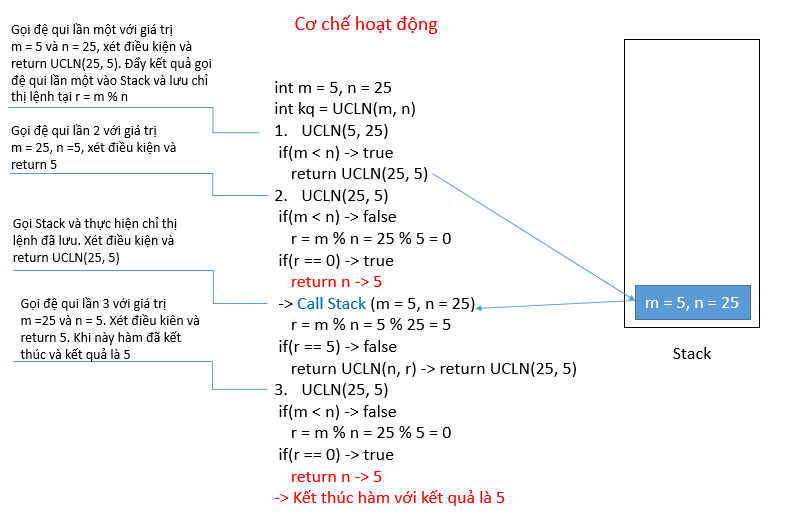 Cơ chế hoạt động
Gọi đệ qui lần một với giá trị
m = 5 và n = 25, xét điều kiện và
return UCLN(25, 5). Đẩy kết quả gọi
đệ qui lần một vào Stack và lưu chỉ
thị lệnh tại r = m % n
Gọi đệ qui lần 2 với giá trị
m = 25, n =5, xét điều kiện và
return 5
Gọi Stack và thực hiện chỉ thị
lệnh đã lưu. Xét điều kiện và
return UCLN(25, 5)
Gọi đệ qui lần 3 với giá trị
m =25 và n = 5. Xét điều kiên và
return 5. Khi này hàm đã kết
thúc và kết quả là 5
int m = 5, n = 25
int kq = UCLN(m, n)
1. UCLN(5, 25)
if(m < n) -> true
return UCLN(25, 5)
2. UCLN(25, 5)
if(m < n) -> false
r = m % n = 25 % 5 = 0
if(r == 0) -> true
return n -> 5
-> Call Stack (m = 5, n = 25)
r = m % n = 5 % 25 = 5
if(r == 5) -> false
return UCLN(n, r) -> return UCLN(25, 5)
3. UCLN(25, 5)
if(m < n) -> false
r = m % n = 25 % 5 = 0
if(r == 0) -> true
return n -> 5
-> Kết thúc hàm với kết quả là 5
m = 5, n = 25
Stack